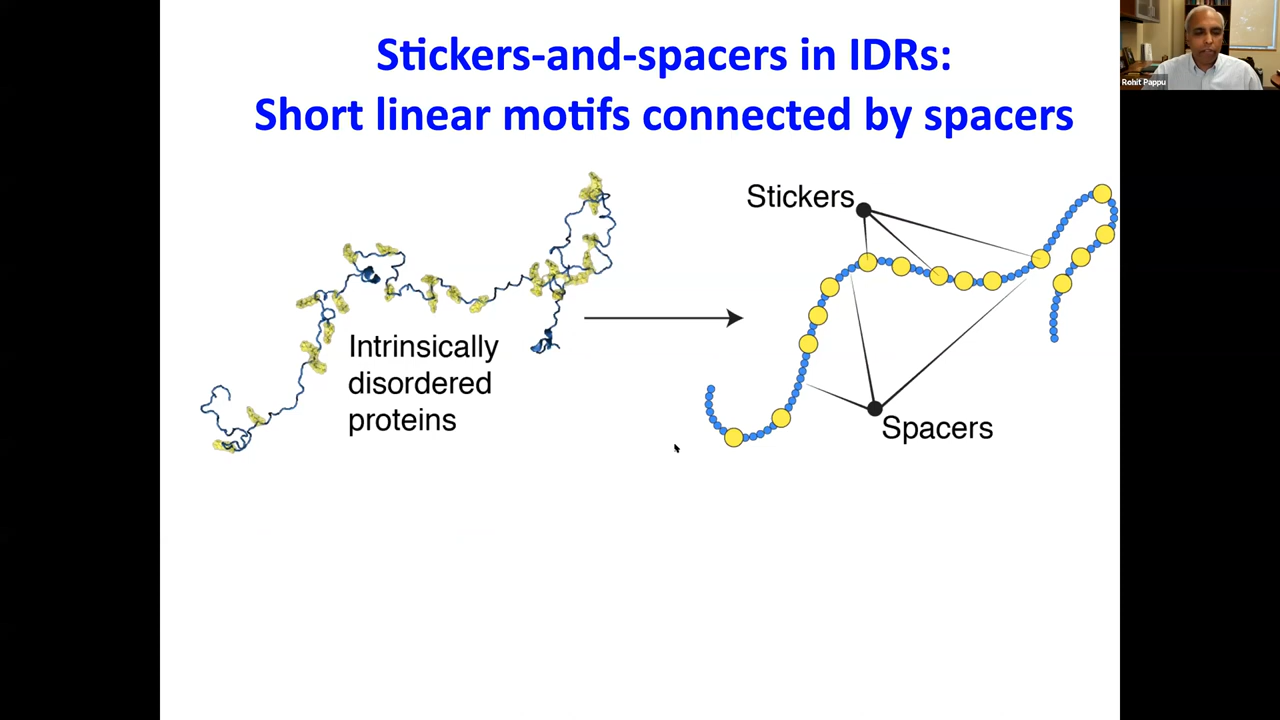 Stickers-and-spacers in IDRs:
Short linear motifs connected by spacers
Rohit Pappu
Stickers
Intrinsically
disordered
proteins
Spacers